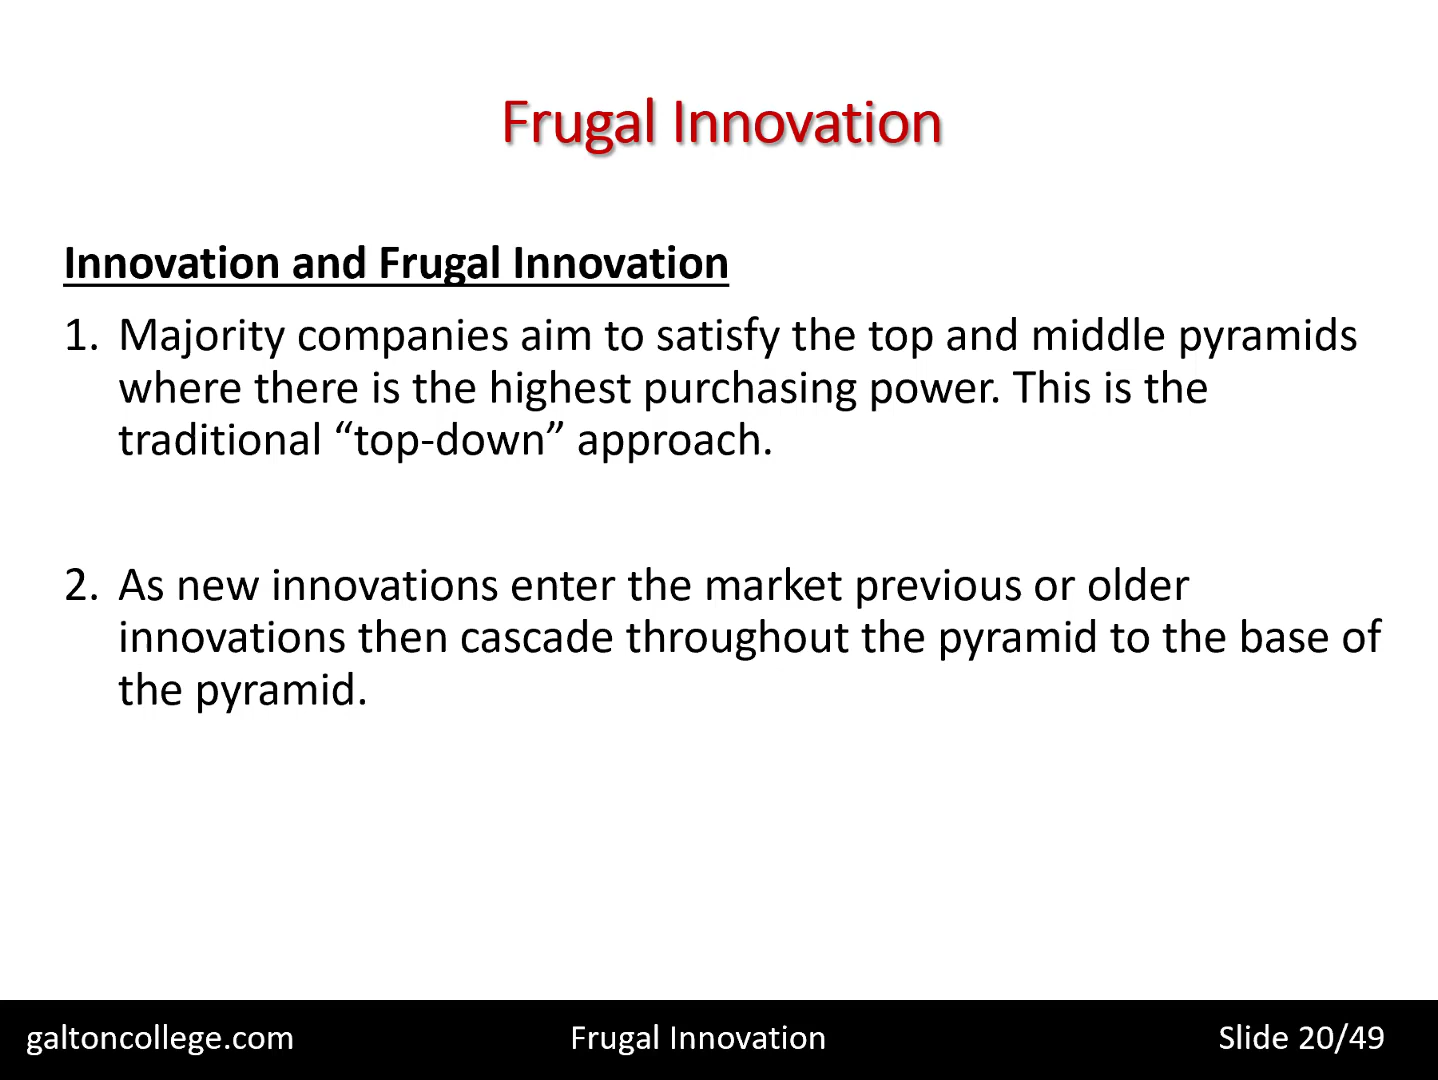 Frugal Innovation
Innovation and Frugal Innovation
1. Majority companies aim to satisfy the top and middle pyramids
where there is the highest purchasing power. This is the
traditional “top-down” approach.
2. As new innovations enter the market previous or older
innovations then cascade throughout the pyramid to the base of
the pyramid.
galtoncollege.com Frugal Innovation Slide 20/49